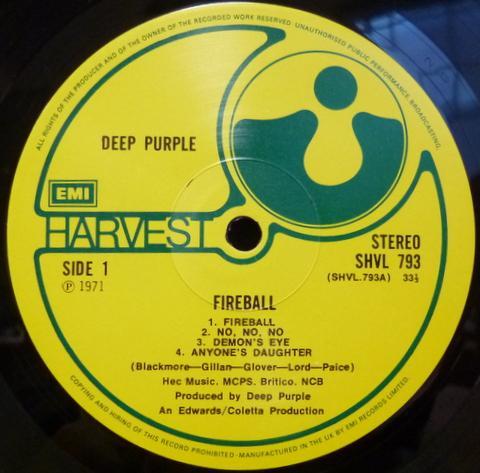 ALL RIGHTS OF THE PRODUCER AND OF THE OWNER OF THE RECORDED WORK RESERVED UNAUTHORISED PUBLIC PERFORMANCE BROADCASTING,
DEEP PURPLE
EMI
HARVEST
STEREO
SHVL 793
(SHVL.793A) 33⅓
SIDE 1
Ⓟ 1971
FIREBALL
1. FIREBALL
2. NO, NO, NO
3. DEMON'S EYE
4. ANYONE'S DAUGHTER
(Blackmore—Gillan—Glover—Lord—Paice)
Hec Music. MCPS. Britico. NCB
Produced by Deep Purple
An Edwards/Coletta Production
COPYING AND HIRING OF THIS RECORD PROHIBITED · MANUFACTURED IN THE UK BY EMI RECORDS LIMITED.